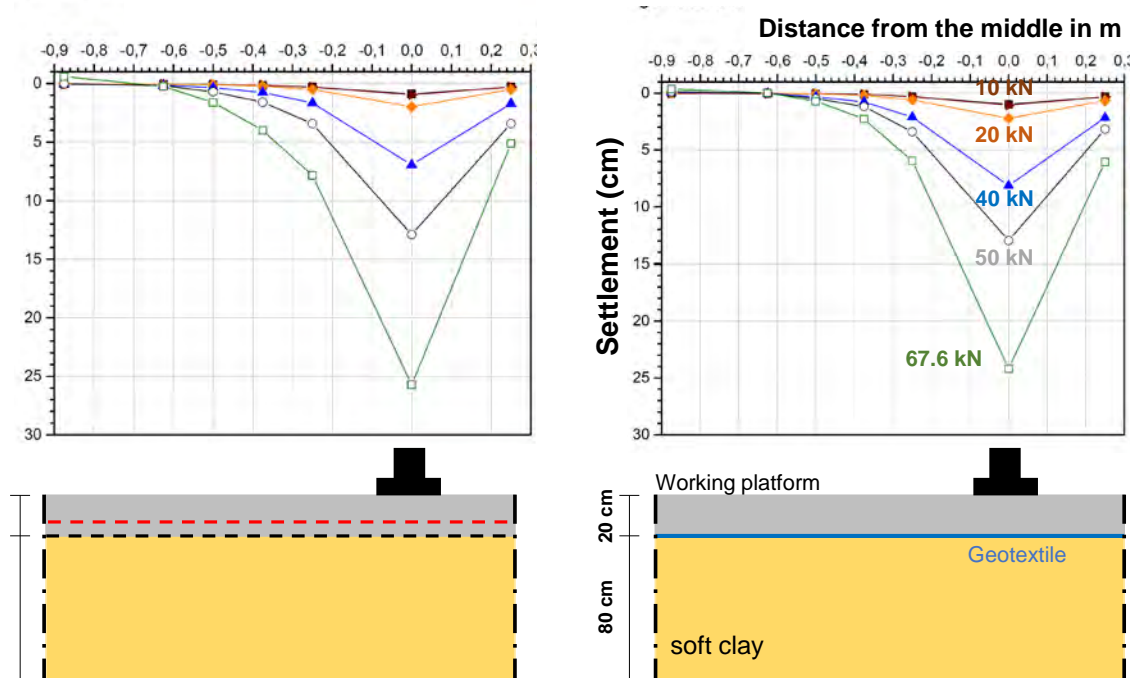 Distance from the middle in m
-0,9 -0,8 -0,7 -0,6 -0,5 -0,4 -0,3 -0,2 -0,1 0,0 0,1 0,2
0
5
10
15
20
25
30
-0,9 -0,8 -0,7 -0,6 -0,5 -0,4 -0,3 -0,2 -0,1 0,0 0,1 0,2
Settlement (cm)
0
5
10
15
20
25
30
10 kN
20 kN
40 kN
50 kN
67.6 kN
Working platform
20 cm
Geotextile
80 cm
soft clay